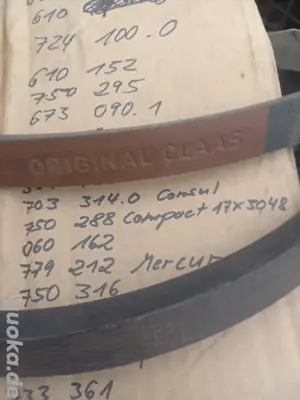 610
724 100.0
610 152
750 295
673 090.1
ORIGINAL CLAAS
703 314.0 Consul
750 288 Compact 17x3048
060 162
779 212 Mercur
750 316
33 361
uoka.de